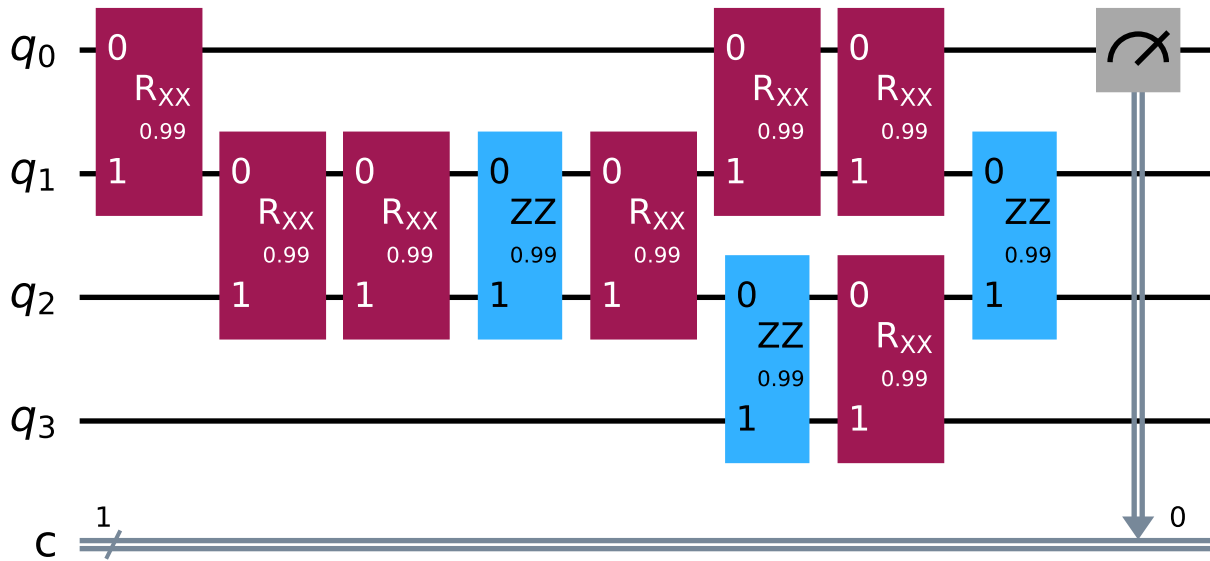 q0 0 0 0
RXX RXX RXX
0.99 0.99 0.99
q1 1 0 0 0 0 1 1 0
RXX RXX ZZ RXX ZZ
0.99 0.99 0.99 0.99 0.99
q2 1 1 1 1 0 0 1
ZZ RXX
0.99 0.99
q3 1 1
1 0
c